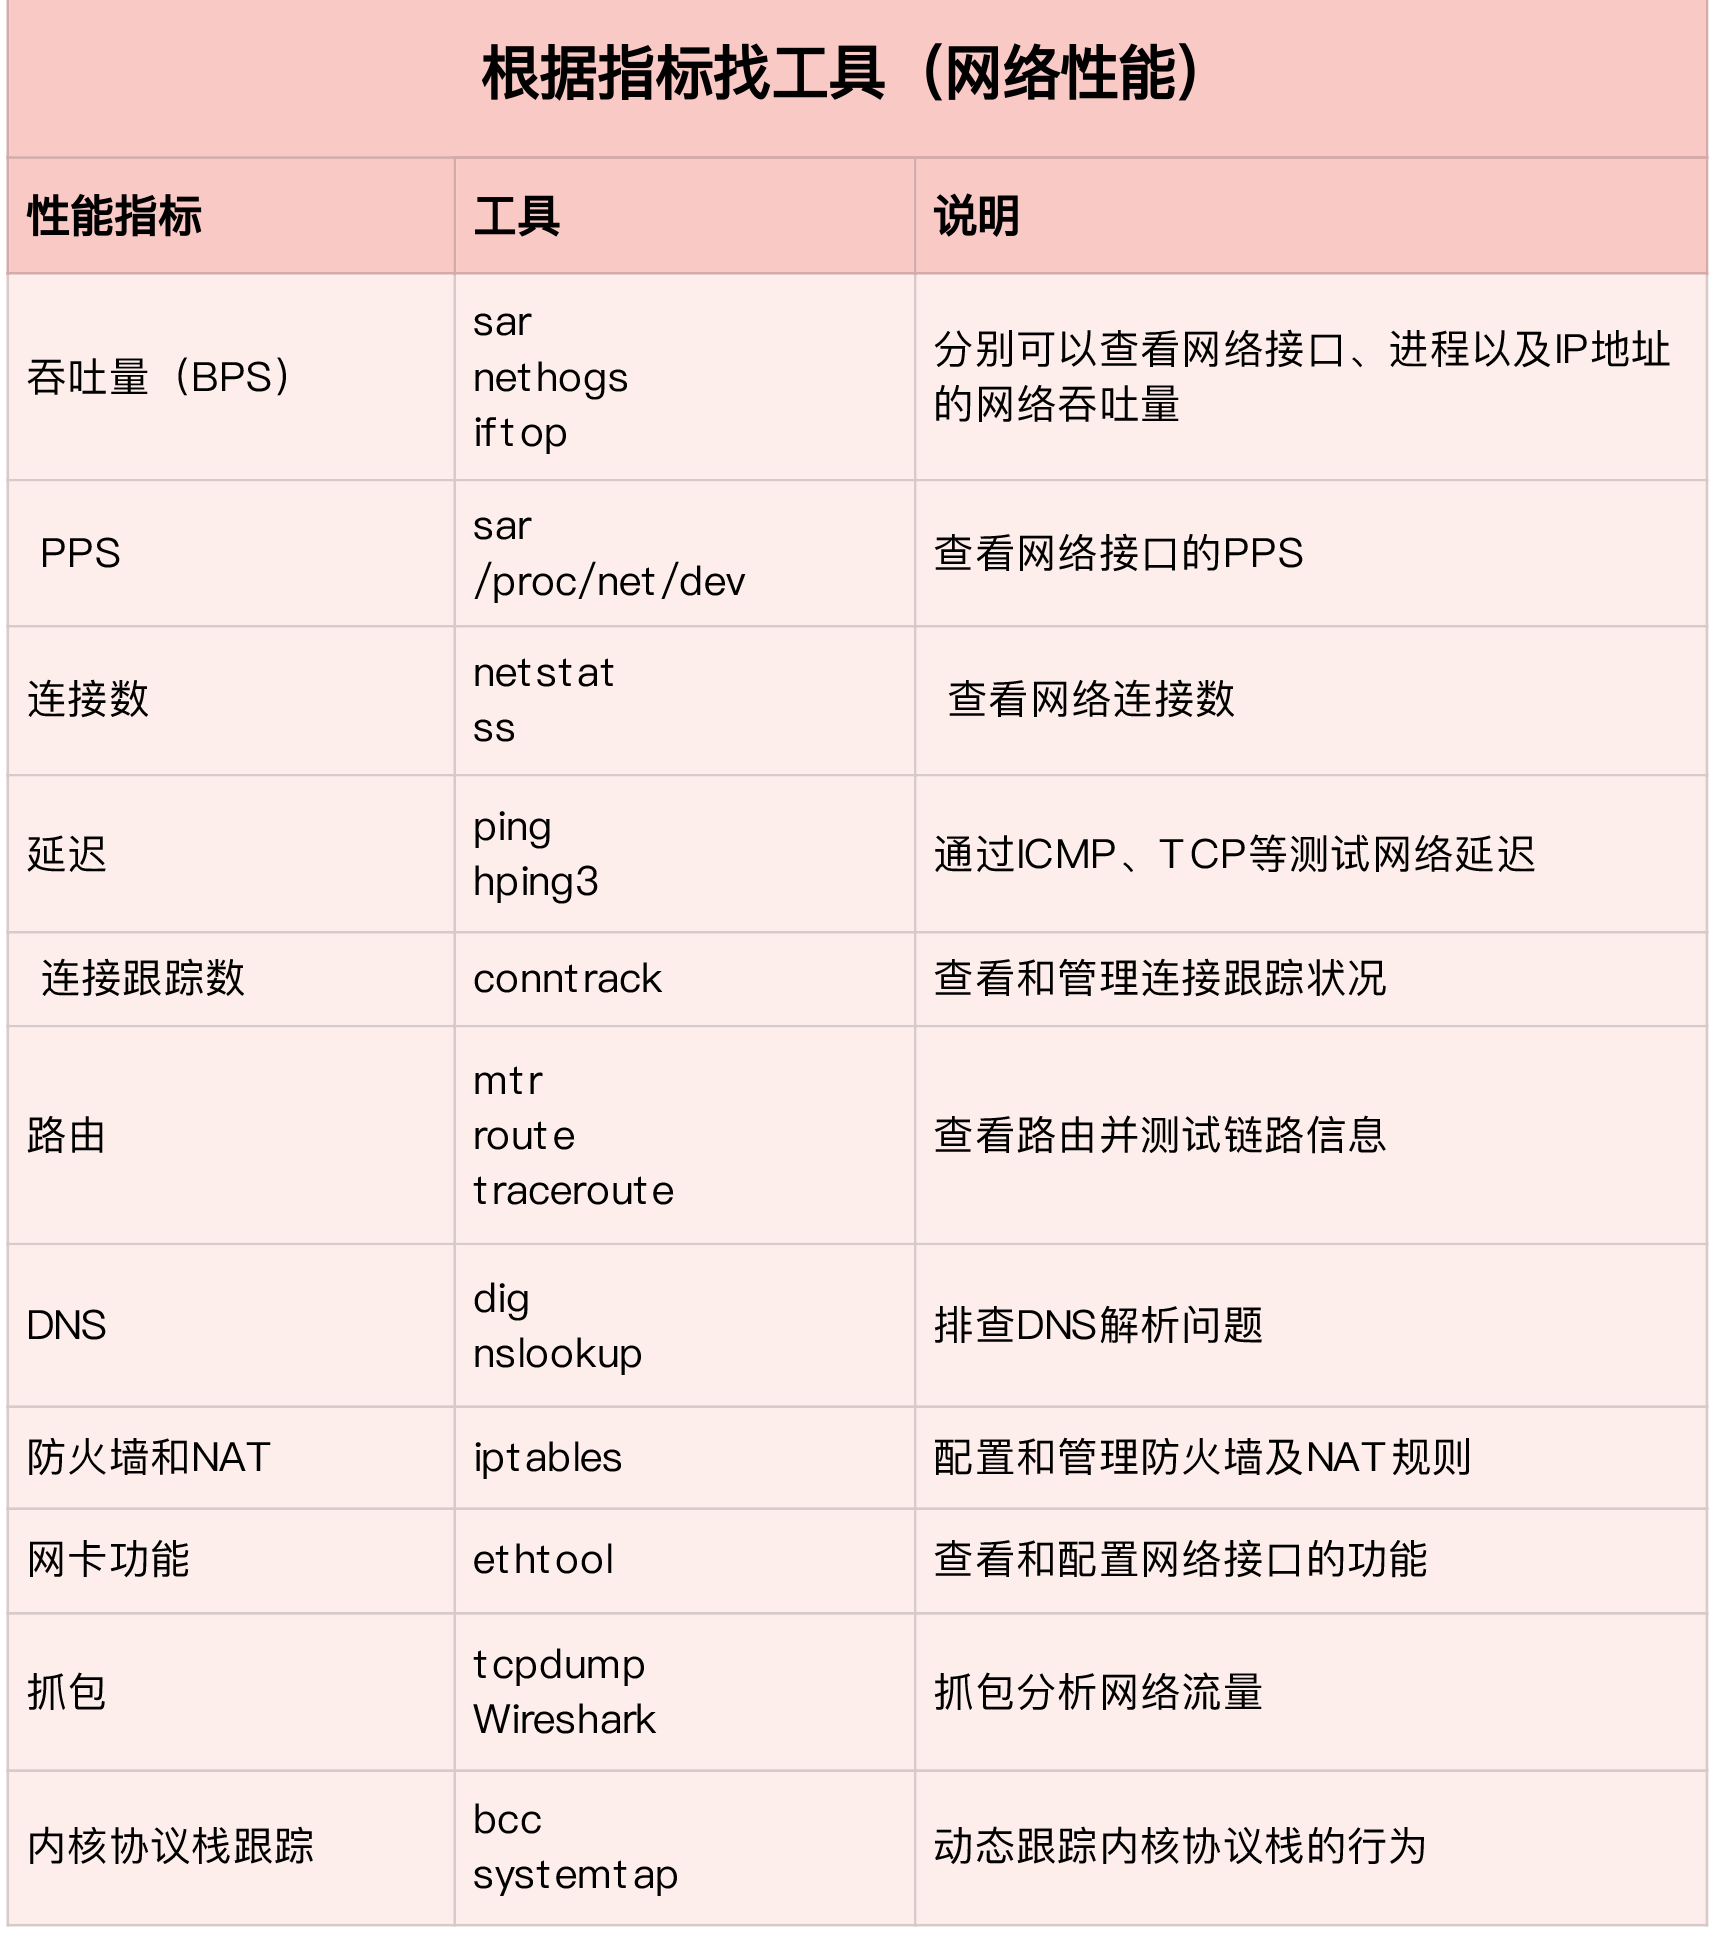 根据指标找工具（网络性能）
性能指标
工具
说明
吞吐量（BPS）
sar
nethogs
iftop
分别可以查看网络接口、进程以及IP地址
的网络吞吐量
PPS
sar
/proc/net/dev
查看网络接口的PPS
连接数
netstat
ss
查看网络连接数
延迟
ping
hping3
通过ICMP、TCP等测试网络延迟
连接跟踪数
conntrack
查看和管理连接跟踪状况
路由
mtr
route
traceroute
查看路由并测试链路信息
DNS
dig
nslookup
排查DNS解析问题
防火墙和NAT
iptables
配置和管理防火墙及NAT规则
网卡功能
ethtool
查看和配置网络接口的功能
抓包
tcpdump
Wireshark
抓包分析网络流量
内核协议栈跟踪
bcc
systemtap
动态跟踪内核协议栈的行为